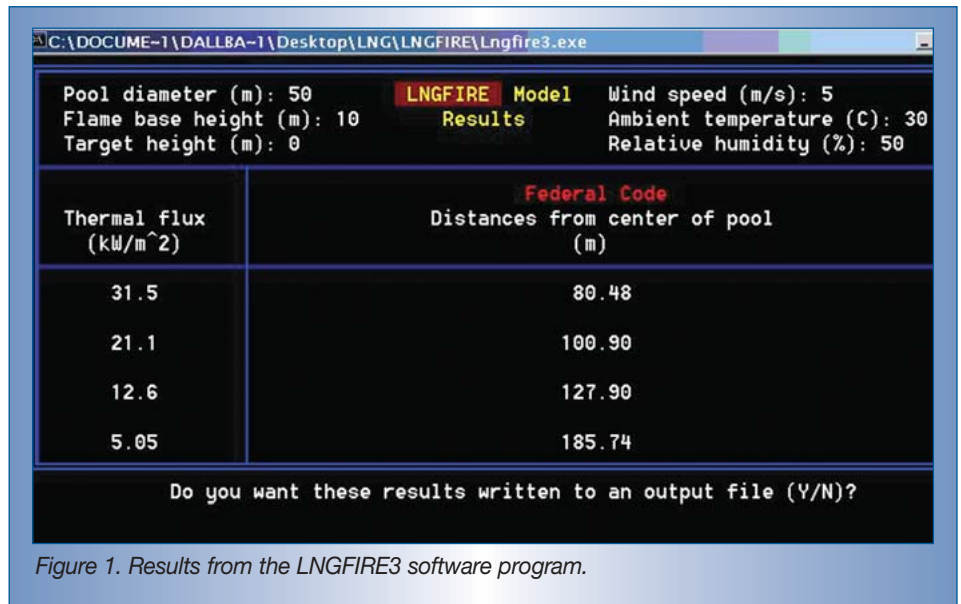 C:\DOCUME~1\DALLBA~1\Desktop\LNG\LNGFIRE\Lngfire3.exe
Pool diameter (m): 50
Flame base height (m): 10
Target height (m): 0
LNGFIRE Model
Results
Wind speed (m/s): 5
Ambient temperature (C): 30
Relative humidity (%): 50
Thermal flux
(kW/m^2)
Federal Code
Distances from center of pool
(m)
31.5 80.48
21.1 100.90
12.6 127.90
5.05 185.74
Do you want these results written to an output file (Y/N)?
Figure 1. Results from the LNGFIRE3 software program.